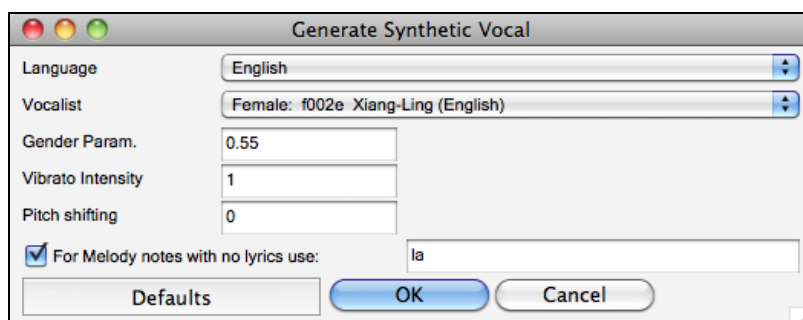 Generate Synthetic Vocal
Language English
Vocalist Female: f002e Xiang-Ling (English)
Gender Param. 0.55
Vibrato Intensity 1
Pitch shifting 0
For Melody notes with no lyrics use: la
Defaults OK Cancel